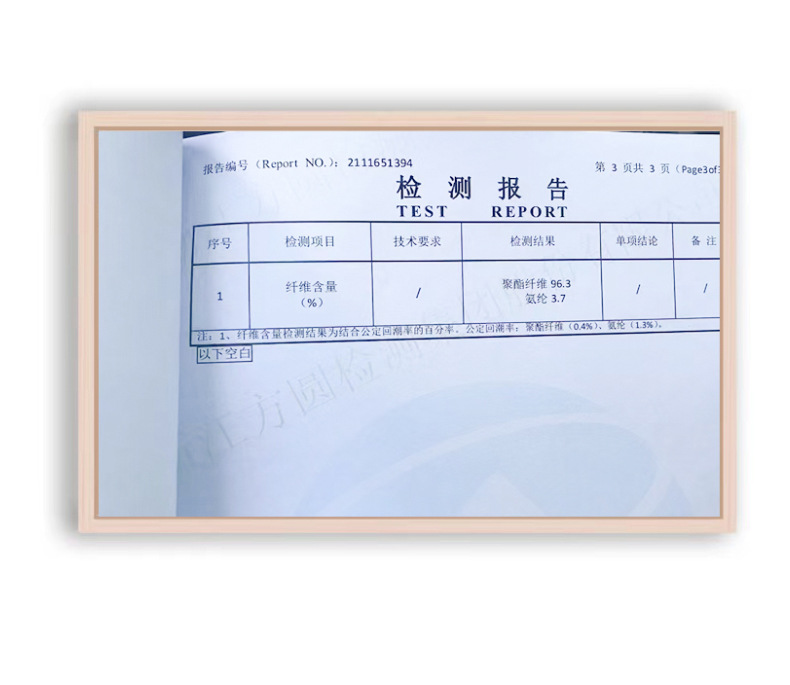 报告编号（Report NO.）：2111651394
第 3 页共 3 页（Page3of3
检 测 报 告
TEST REPORT
序号 检测项目 技术要求 检测结果 单项结论 备 注
1 纤维含量（%） / 聚酯纤维 96.3 / /
氨纶 3.7
注：1、纤维含量检测结果为结合公定回潮率的百分率。公定回潮率：聚酯纤维（0.4%）、氨纶（1.3%）。
以下空白
江方圆检测